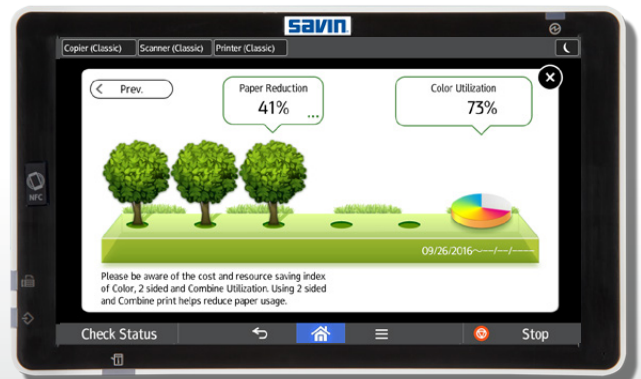 savin
Copier (Classic) Scanner (Classic) Printer (Classic)
Prev.
Paper Reduction
41% ...
Color Utilization
73%
09/26/2016~--/--/----
Please be aware of the cost and resource saving index
of Color, 2 sided and Combine Utilization. Using 2 sided
and Combine print helps reduce paper usage.
NFC
Check Status
Stop